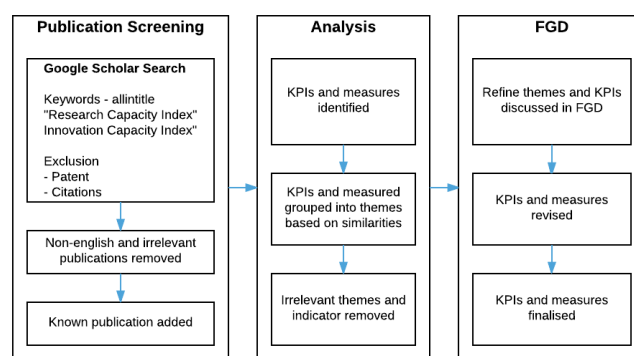 Publication Screening
Google Scholar Search
Keywords - allintitle
"Research Capacity Index"
Innovation Capacity Index"
Exclusion
- Patent
- Citations
Non-english and irrelevant
publications removed
Known publication added
Analysis
KPIs and measures
identified
KPIs and measured
grouped into themes
based on similarities
Irrelevant themes and
indicator removed
FGD
Refine themes and KPIs
discussed in FGD
KPIs and measures
revised
KPIs and measures
finalised